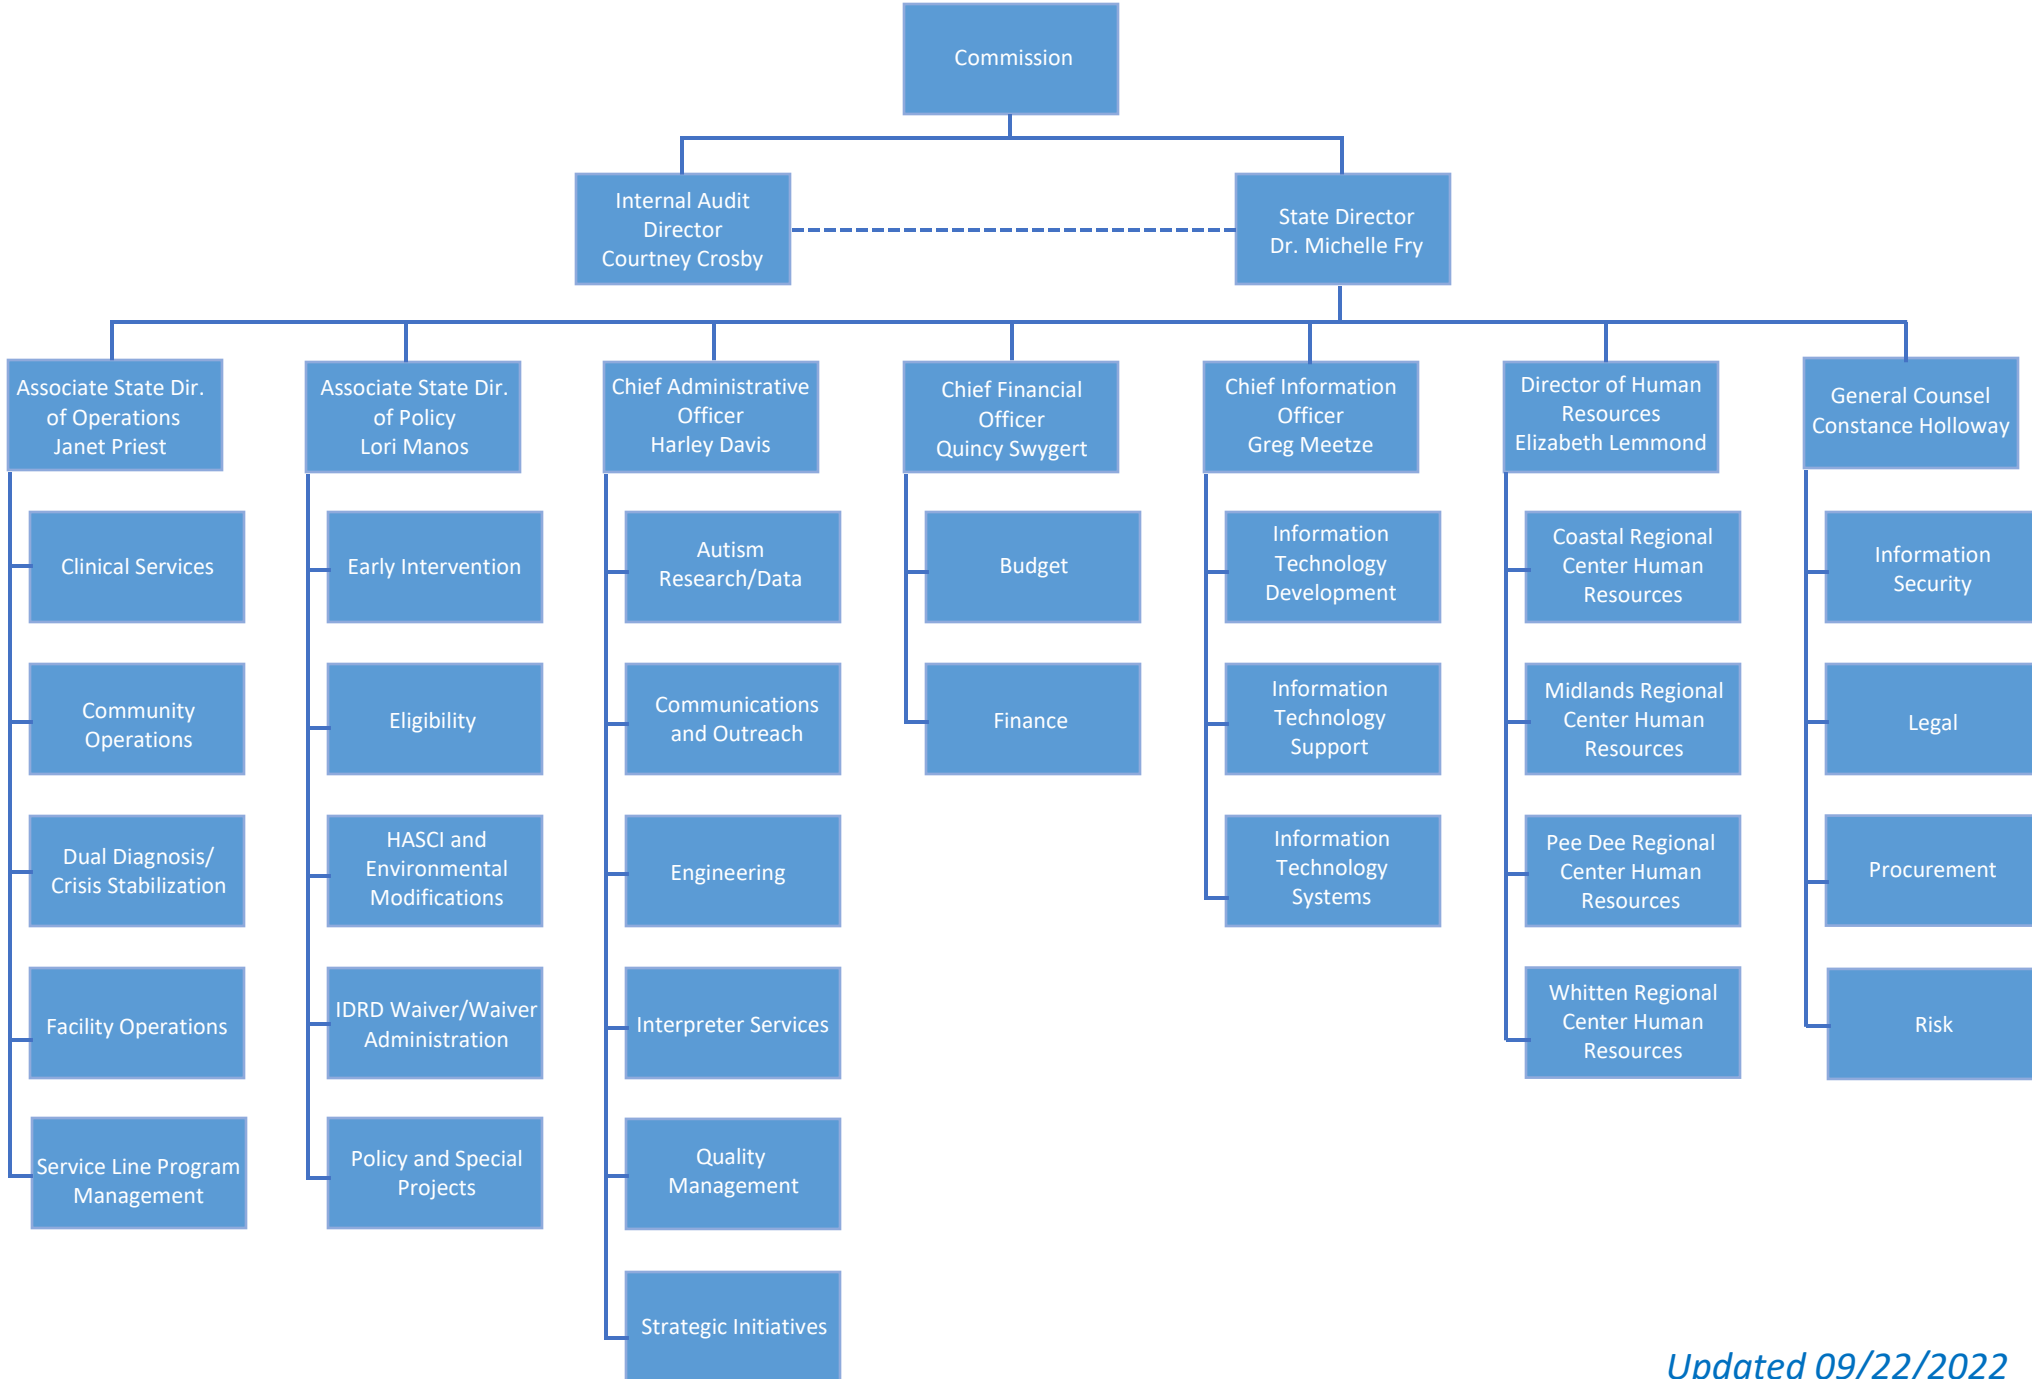 Commission
Internal Audit
Director
Courtney Crosby
State Director
Dr. Michelle Fry
Associate State Dir.
of Operations
Janet Priest
Associate State Dir.
of Policy
Lori Manos
Chief Administrative
Officer
Harley Davis
Chief Financial
Officer
Quincy Swygert
Chief Information
Officer
Greg Meetze
Director of Human
Resources
Elizabeth Lemmond
General Counsel
Constance Holloway
Clinical Services
Early Intervention
Autism
Research/Data
Budget
Information
Technology
Development
Coastal Regional
Center Human
Resources
Information
Security
Community
Operations
Eligibility
Communications
and Outreach
Finance
Information
Technology
Support
Midlands Regional
Center Human
Resources
Legal
Dual Diagnosis/
Crisis Stabilization
HASCI and
Environmental
Modifications
Engineering
Information
Technology
Systems
Pee Dee Regional
Center Human
Resources
Procurement
Facility Operations
IDRD Waiver/Waiver
Administration
Interpreter Services
Whitten Regional
Center Human
Resources
Risk
Service Line Program
Management
Policy and Special
Projects
Quality
Management
Strategic Initiatives
Updated 09/22/2022